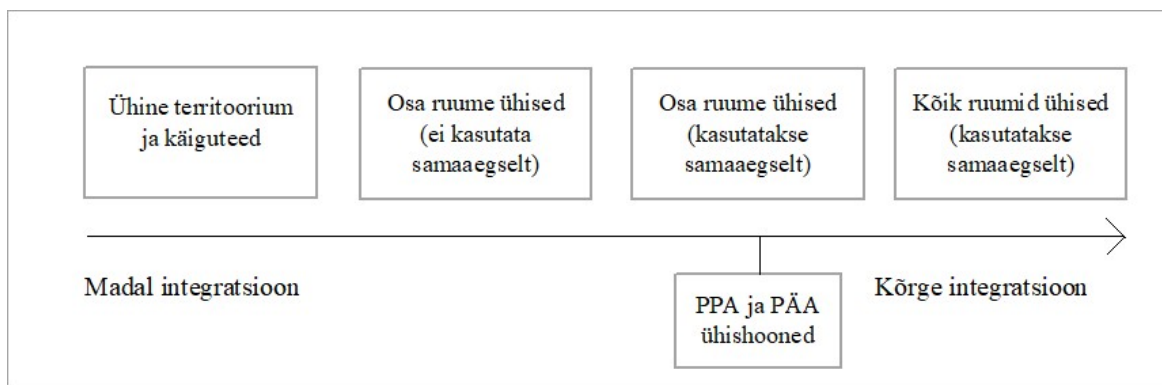 Ühine territoorium
ja käiguteed
Osa ruume ühised
(ei kasutata
samaaegselt)
Osa ruume ühised
(kasutatakse
samaaegselt)
Kõik ruumid ühised
(kasutatakse
samaaegselt)
Madal integratsioon
PPA ja PÄA
ühishooned
Kõrge integratsioon